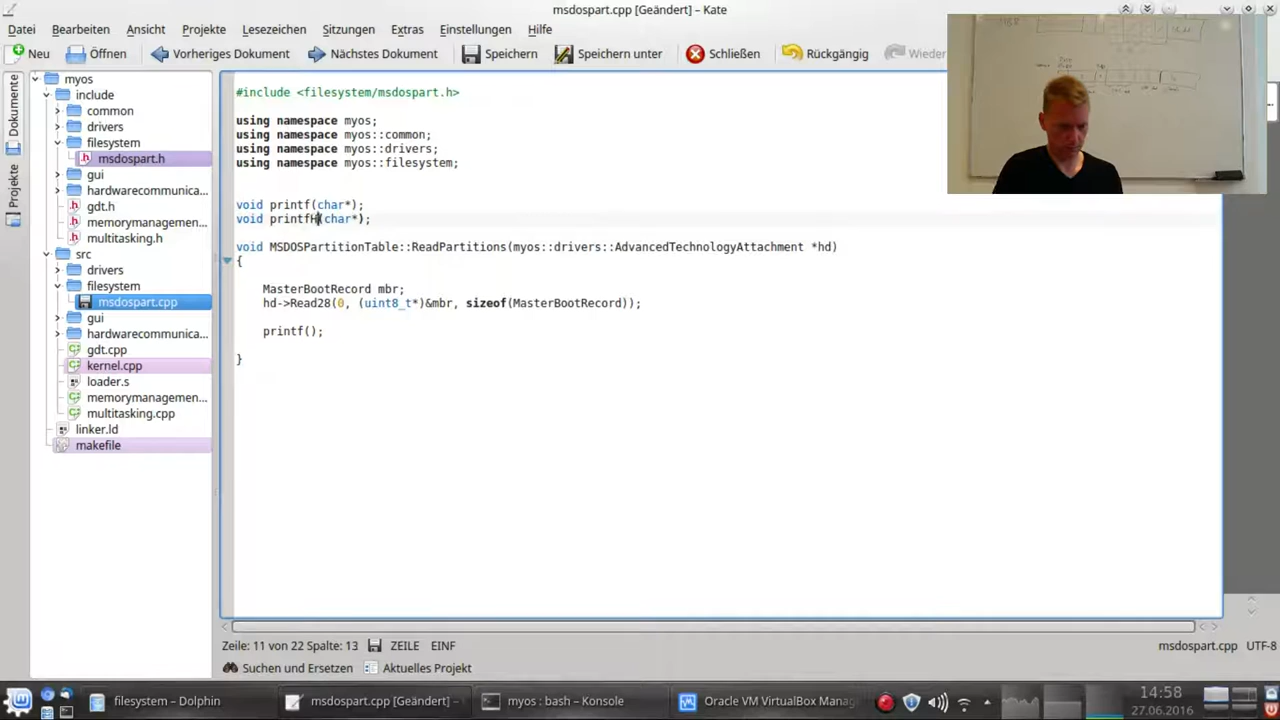 msdospart.cpp [Geändert] – Kate
Datei Bearbeiten Ansicht Projekte Lesezeichen Sitzungen Extras Einstellungen Hilfe
Neu Öffnen Vorheriges Dokument Nächstes Dokument Speichern Speichern unter Schließen Rückgängig Wieder
Dokumente
Projekte
myos
include
common
drivers
filesystem
msdospart.h
gui
hardwarecommunica...
gdt.h
memorymanagemen...
multitasking.h
src
drivers
filesystem
msdospart.cpp
gui
hardwarecommunica...
gdt.cpp
kernel.cpp
loader.s
memorymanagemen...
multitasking.cpp
linker.ld
makefile
#include <filesystem/msdospart.h>
using namespace myos;
using namespace myos::common;
using namespace myos::drivers;
using namespace myos::filesystem;
void printf(char*);
void printfH(char*);
void MSDOSPartitionTable::ReadPartitions(myos::drivers::AdvancedTechnologyAttachment *hd)
{
MasterBootRecord mbr;
hd->Read28(0, (uint8_t*)&mbr, sizeof(MasterBootRecord));
printf();
}
Zeile: 11 von 22 Spalte: 13 ZEILE EINF msdospart.cpp UTF-8
Suchen und Ersetzen Aktuelles Projekt
filesystem – Dolphin msdospart.cpp [Geändert] myos : bash – Konsole Oracle VM VirtualBox Manag 14:58
27.06.2016